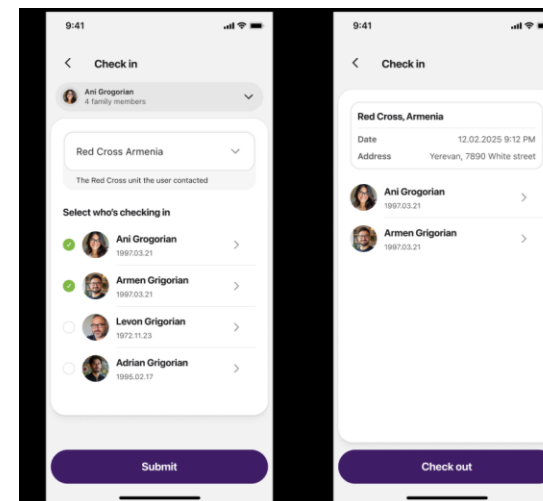 9:41
Check in
Ani Grogorian
4 family members
Red Cross Armenia
The Red Cross unit the user contacted
Select who's checking in
Ani Grogorian
1997.03.21
Armen Grigorian
1997.03.21
Levon Grigorian
1972.11.23
Adrian Grigorian
1995.02.17
Submit
9:41
Check in
Red Cross, Armenia
Date 12.02.2025 9:12 PM
Address Yerevan, 7890 White street
Ani Grogorian
1997.03.21
Armen Grigorian
1997.03.21
Check out